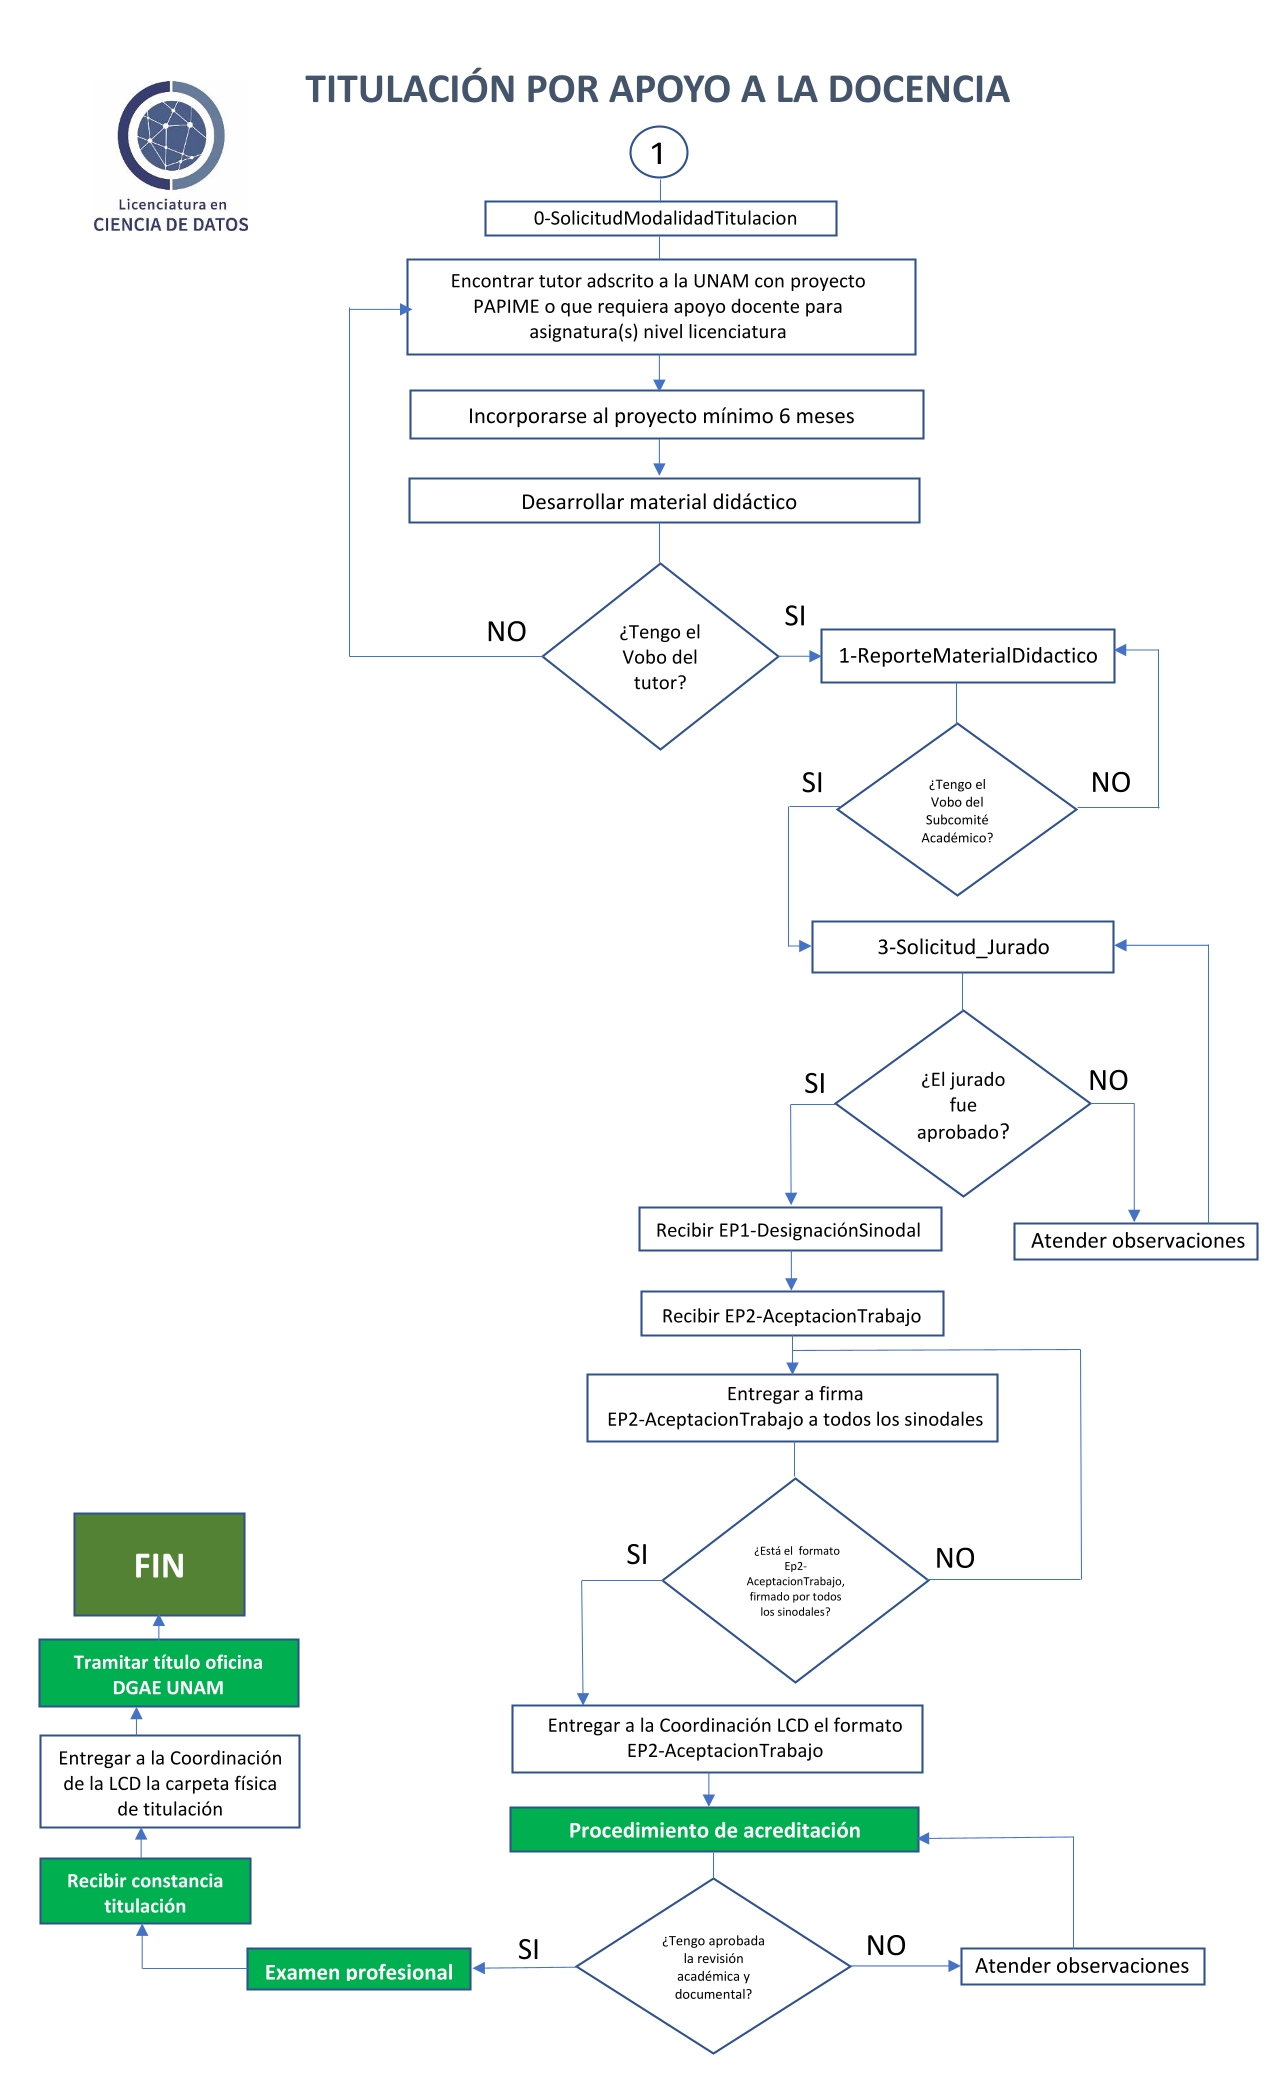 TITULACIÓN POR APOYO A LA DOCENCIA
Licenciatura en
CIENCIA DE DATOS
1
0-SolicitudModalidadTitulacion
Encontrar tutor adscrito a la UNAM con proyecto
PAPIME o que requiera apoyo docente para
asignatura(s) nivel licenciatura
Incorporarse al proyecto mínimo 6 meses
Desarrollar material didáctico
¿Tengo el
Vobo del
tutor?
NO
SI
1-ReporteMaterialDidactico
¿Tengo el
Vobo del
Subcomité
Académico?
SI
NO
3-Solicitud_Jurado
¿El jurado
fue
aprobado?
SI
NO
Recibir EP1-DesignaciónSinodal
Atender observaciones
Recibir EP2-AceptacionTrabajo
Entregar a firma
EP2-AceptacionTrabajo a todos los sinodales
¿Está el formato
Ep2-
AceptacionTrabajo,
firmado por todos
los sinodales?
SI
NO
Entregar a la Coordinación LCD el formato
EP2-AceptacionTrabajo
Procedimiento de acreditación
¿Tengo aprobada
la revisión
académica y
documental?
SI
NO
Atender observaciones
Examen profesional
Recibir constancia
titulación
Entregar a la Coordinación
de la LCD la carpeta física
de titulación
Tramitar título oficina
DGAE UNAM
FIN